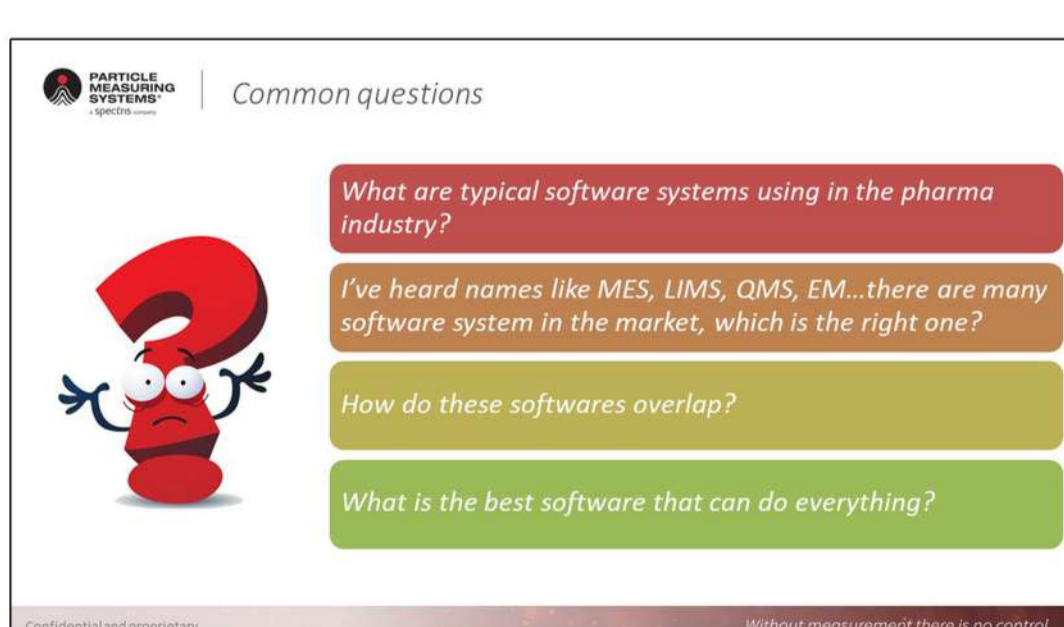 PARTICLE
MEASURING
SYSTEMS®
a spectris company
Common questions
What are typical software systems using in the pharma
industry?
I've heard names like MES, LIMS, QMS, EM...there are many
software system in the market, which is the right one?
How do these softwares overlap?
What is the best software that can do everything?
Confidential and proprietary
Without measurement there is no control